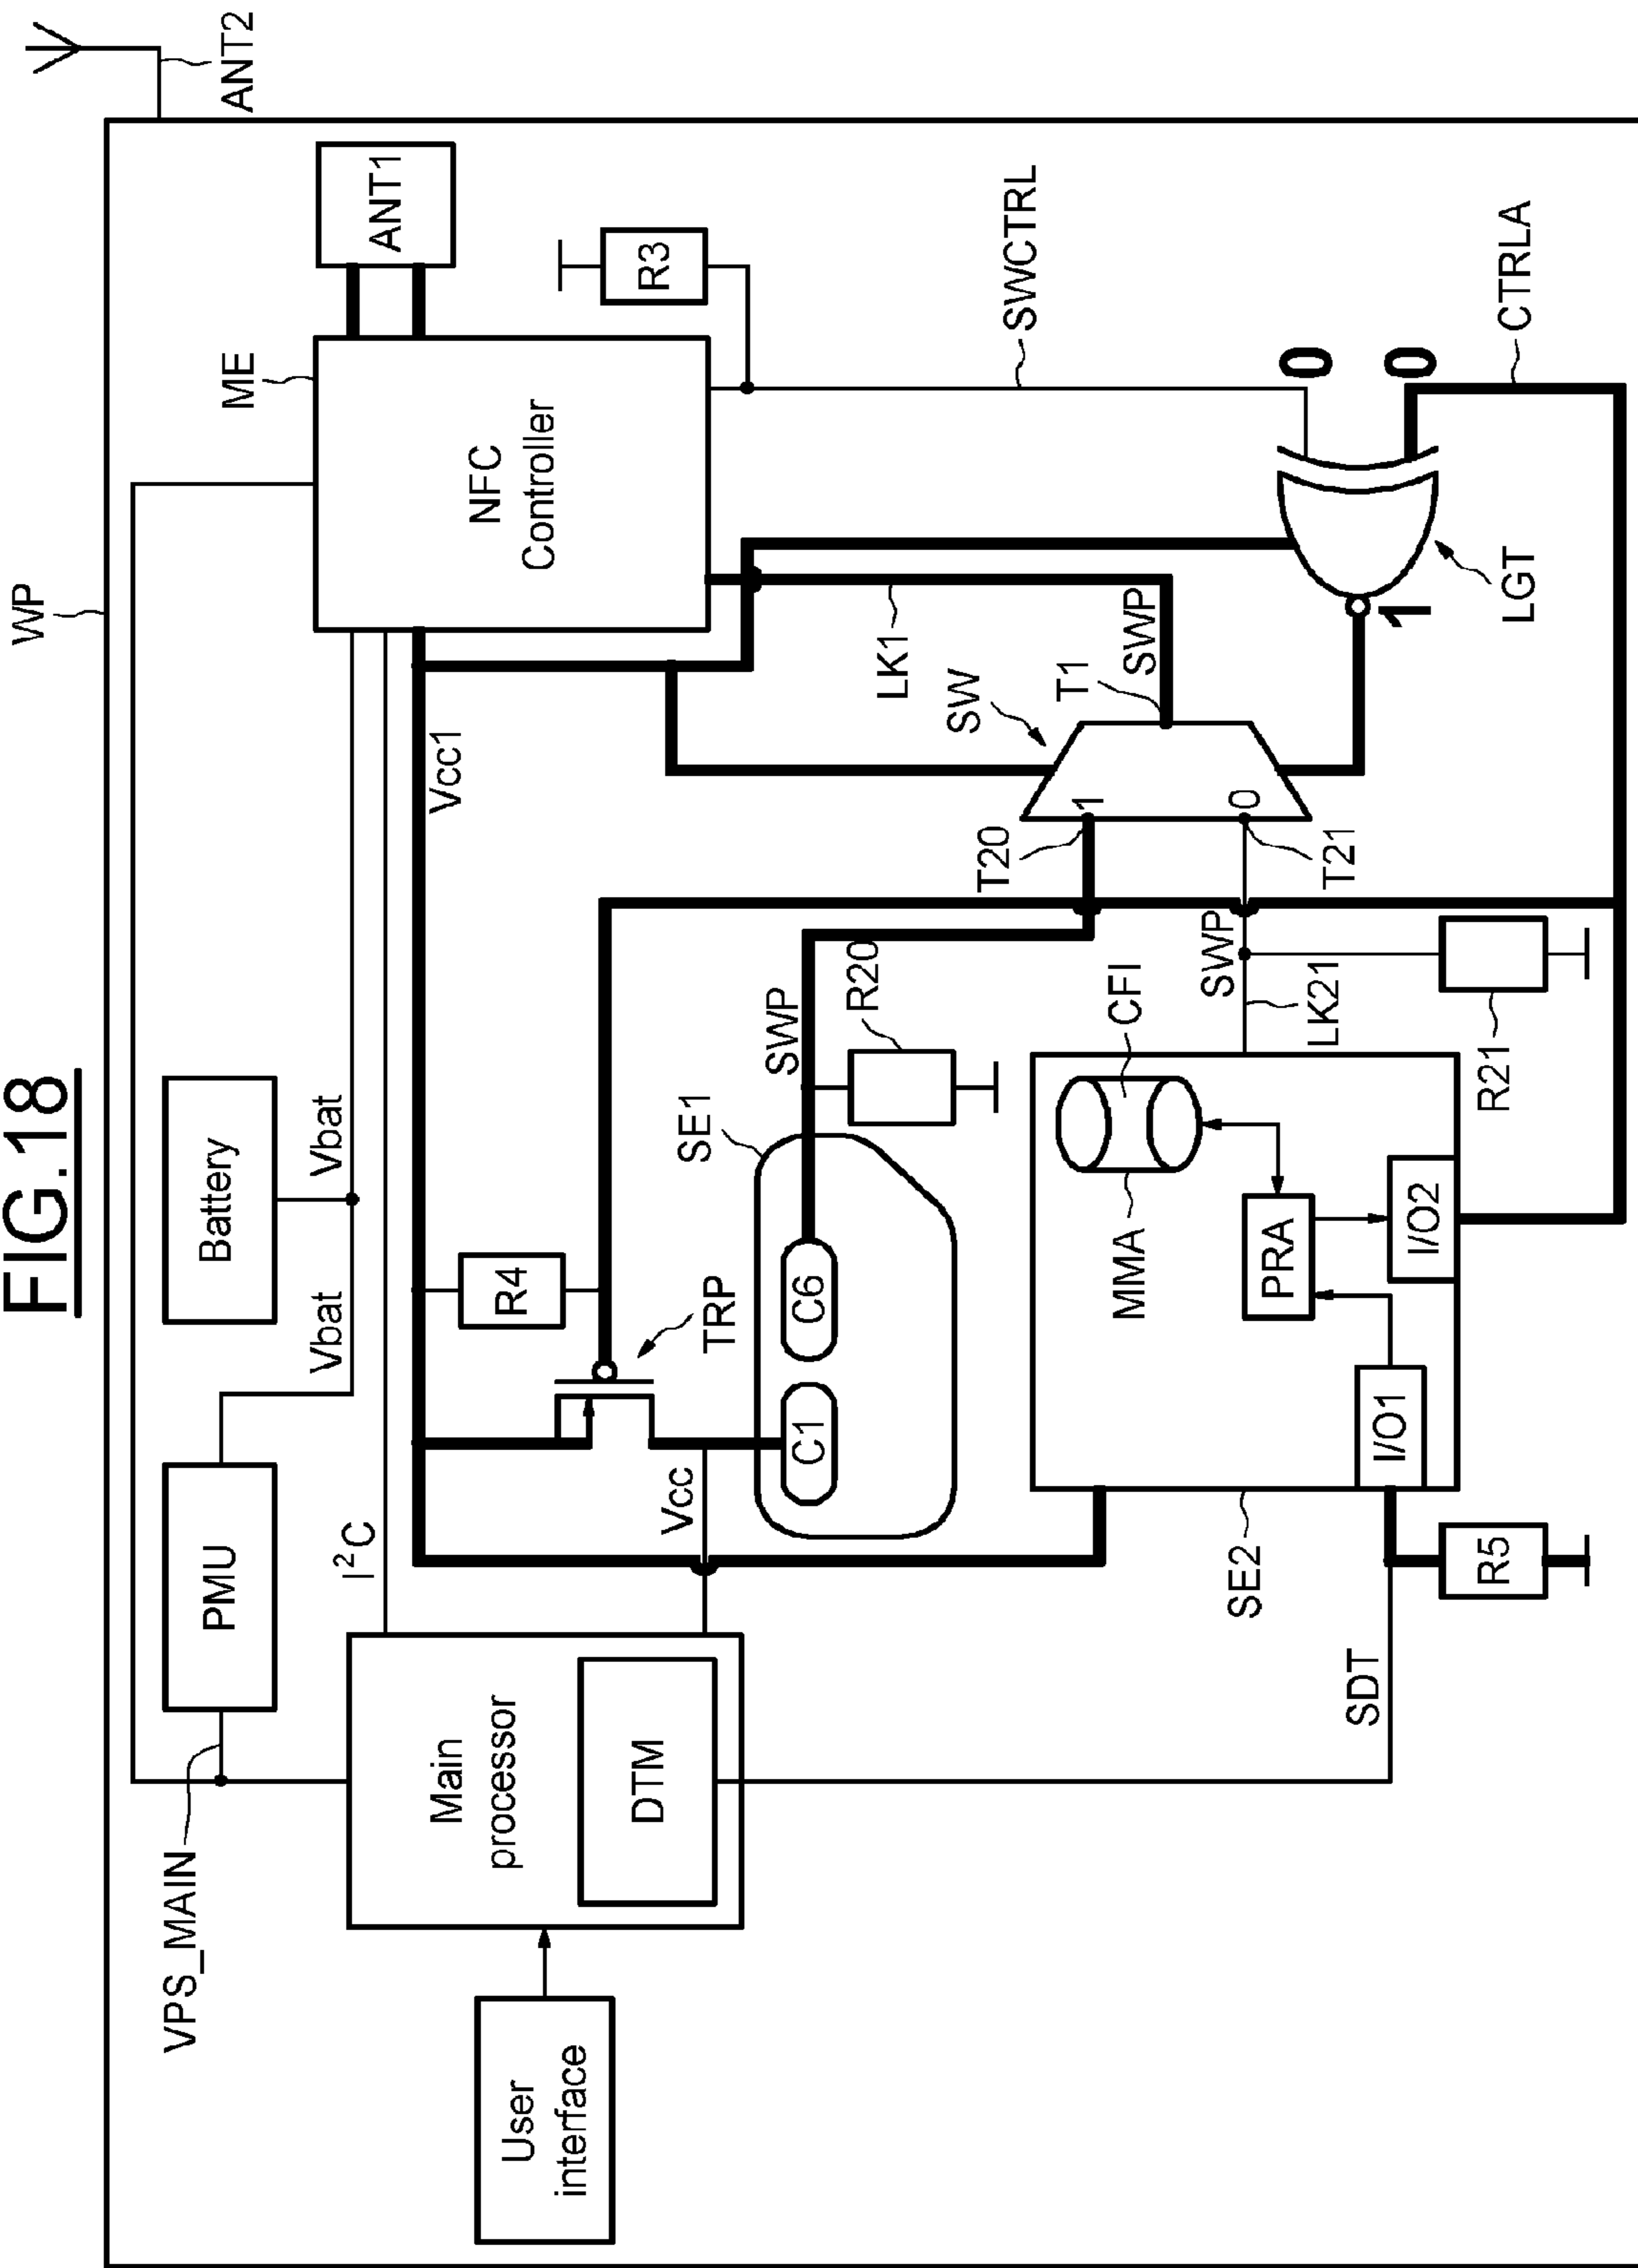 FIG.18
WP
ANT2
VPS_MAIN
PMU
Battery
Vbat
Vbat
I²C
ME
ANT1
NFC
Controller
R3
User
interface
Main
processor
DTM
Vcc1
R4
TRP
Vcc
SE1
C1
C6
SWP
R20
LK1
SW
T1
SWP
SWCTRL
T20
1
0
T21
0
0
1
LGT
CTRLA
SE2
MMA
CFI
PRA
I/O1
I/O2
SWP
LK21
R21
SDT
R5